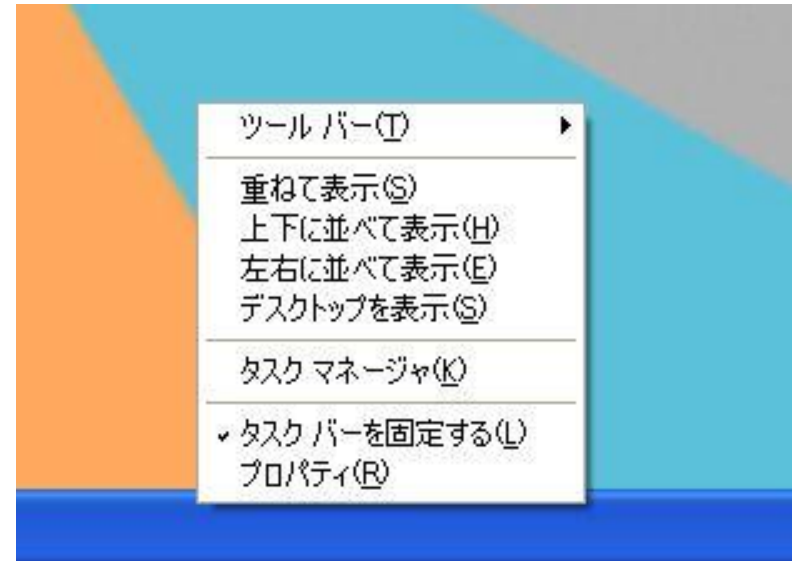 ツール バー(T)
重ねて表示(S)
上下に並べて表示(H)
左右に並べて表示(E)
デスクトップを表示(S)
タスク マネージャ(K)
タスク バーを固定する(L)
プロパティ(R)